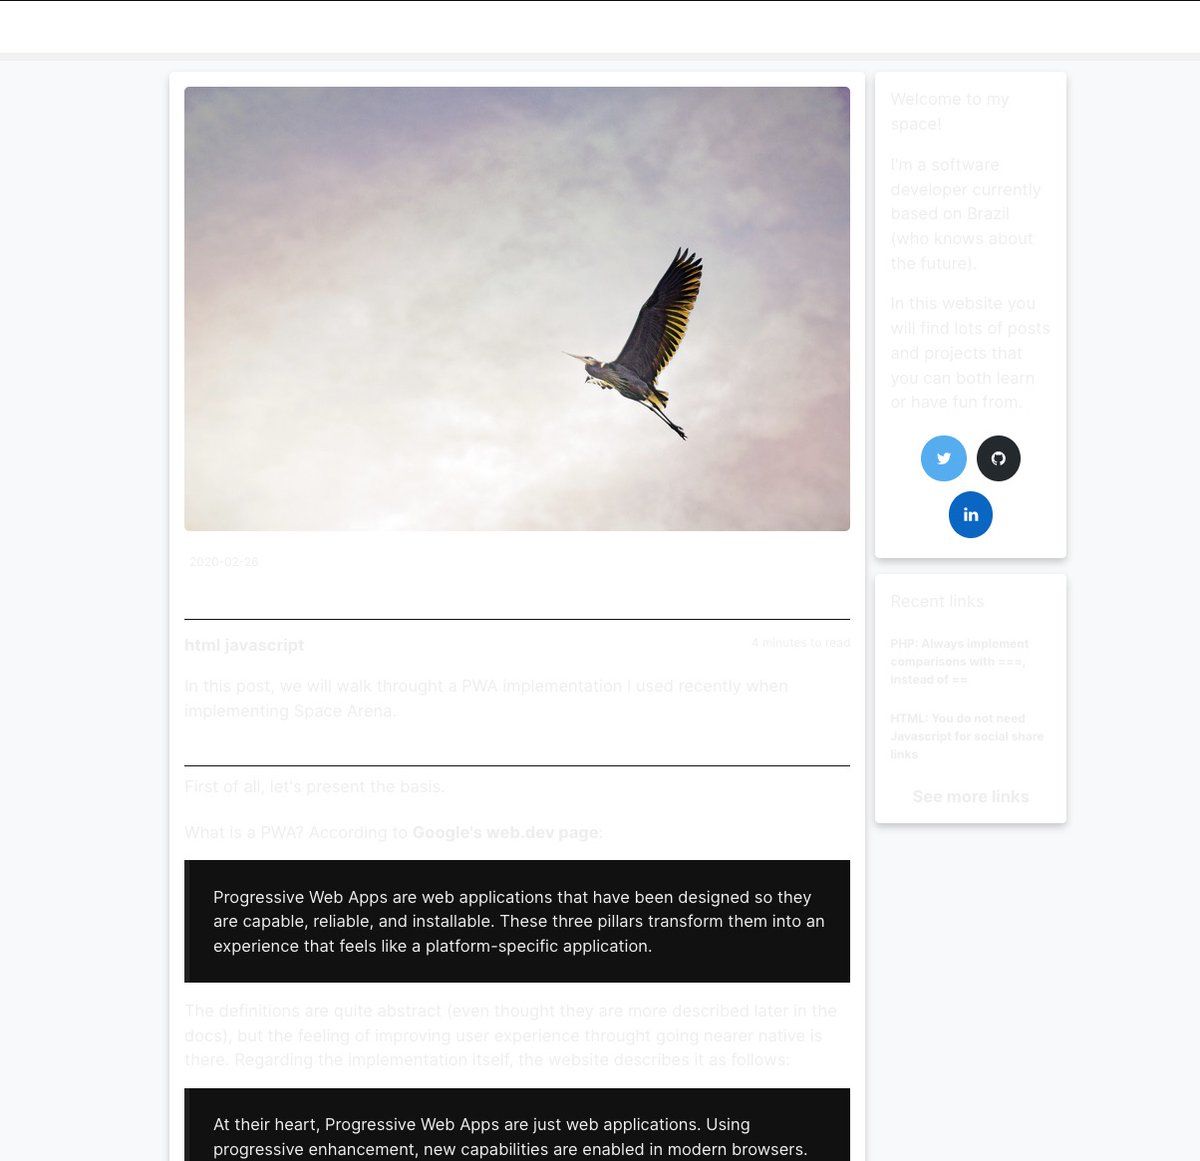 2020-02-26
html javascript
4 minutes to read
In this post, we will walk throught a PWA implementation I used recently when
implementing Space Arena.
First of all, let's present the basis.
What is a PWA? According to Google's web.dev page:
Progressive Web Apps are web applications that have been designed so they
are capable, reliable, and installable. These three pillars transform them into an
experience that feels like a platform-specific application.
The definitions are quite abstract (even thought they are more described later in the
docs), but the feeling of improving user experience throught going nearer native is
there. Regarding the implementation itself, the website describes it as follows:
At their heart, Progressive Web Apps are just web applications. Using
progressive enhancement, new capabilities are enabled in modern browsers.
Welcome to my
space!
I'm a software
developer currently
based on Brazil
(who knows about
the future).
In this website you
will find lots of posts
and projects that
you can both learn
or have fun from.
in
Recent links
PHP: Always implement
comparisons with ===,
instead of ==
HTML: You do not need
Javascript for social share
links
See more links